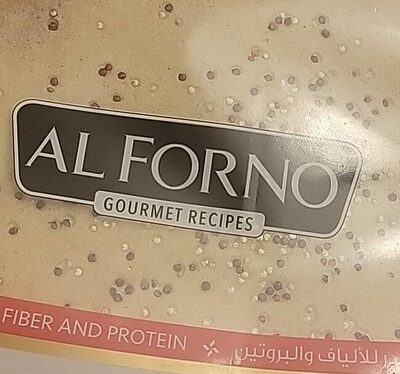 AL FORNO
GOURMET RECIPES
FIBER AND PROTEIN
للألياف والبروتين